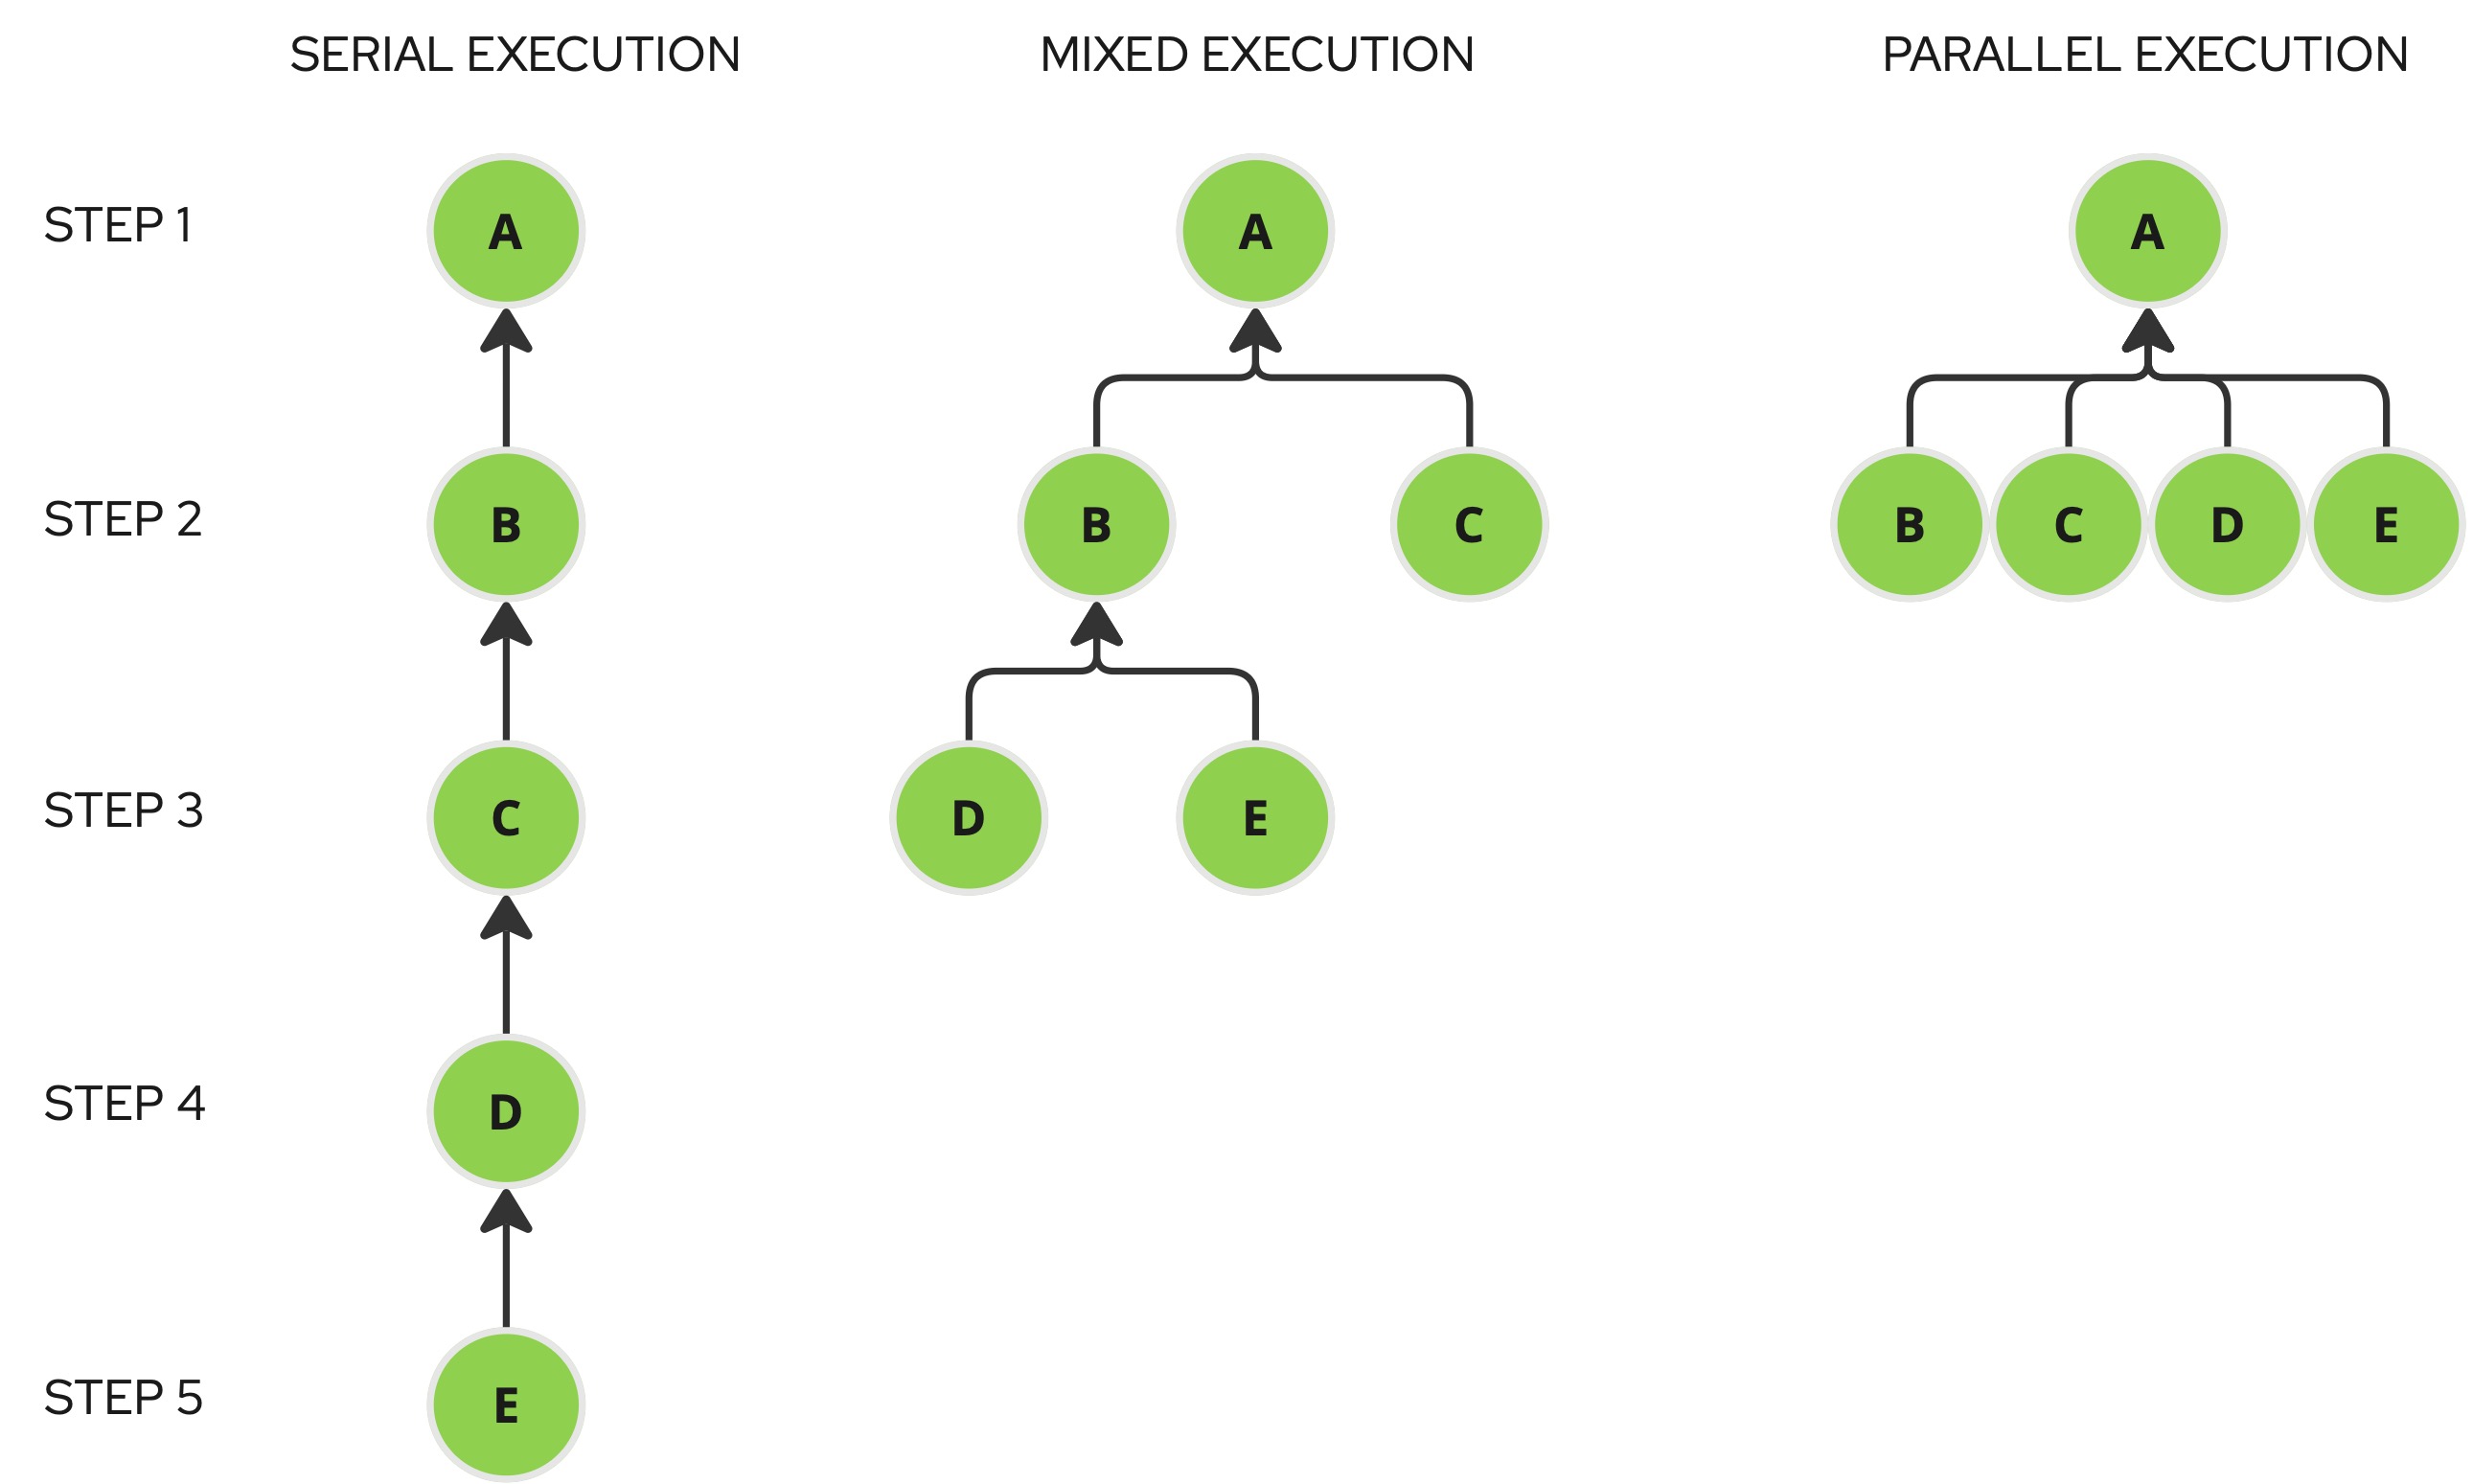 SERIAL EXECUTION MIXED EXECUTION PARALLEL EXECUTION
STEP 1 A A A
STEP 2 B B C B C D E
STEP 3 C D E
STEP 4 D
STEP 5 E